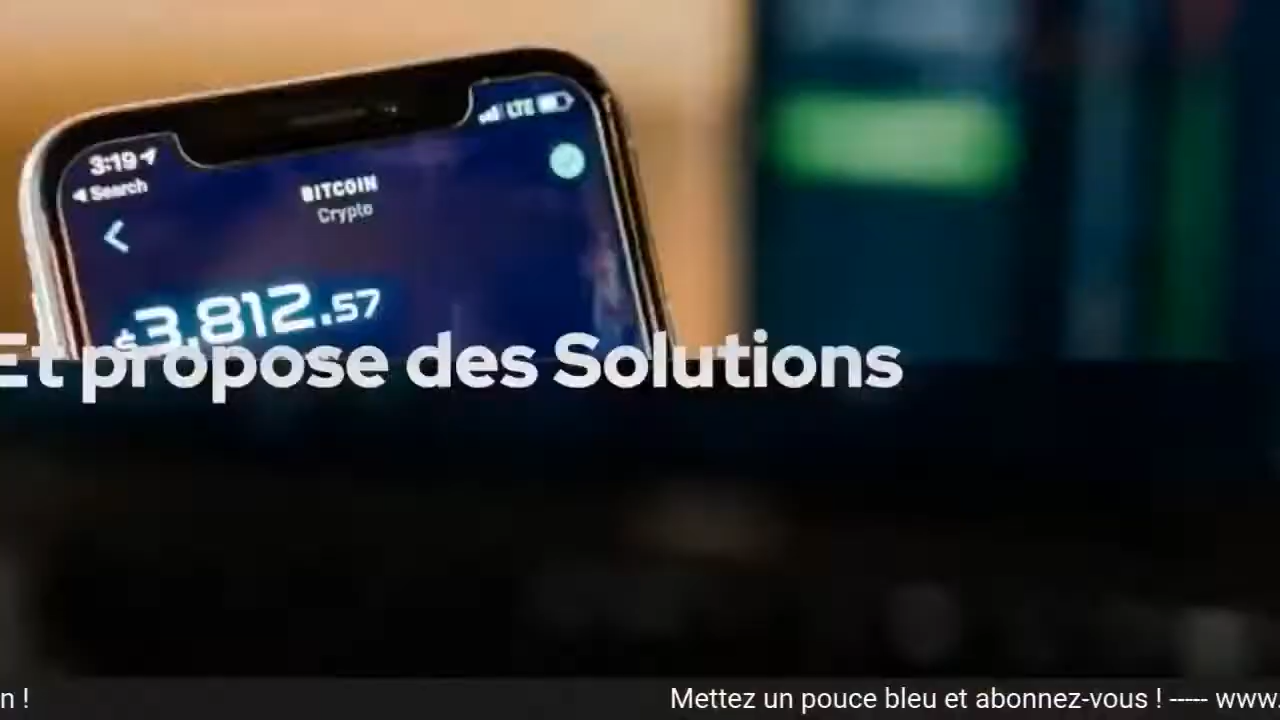 3:19
LTE
Search
BITCOIN
Crypto
$3,812.57
Et propose des Solutions
n !
Mettez un pouce bleu et abonnez-vous ! ----- www.